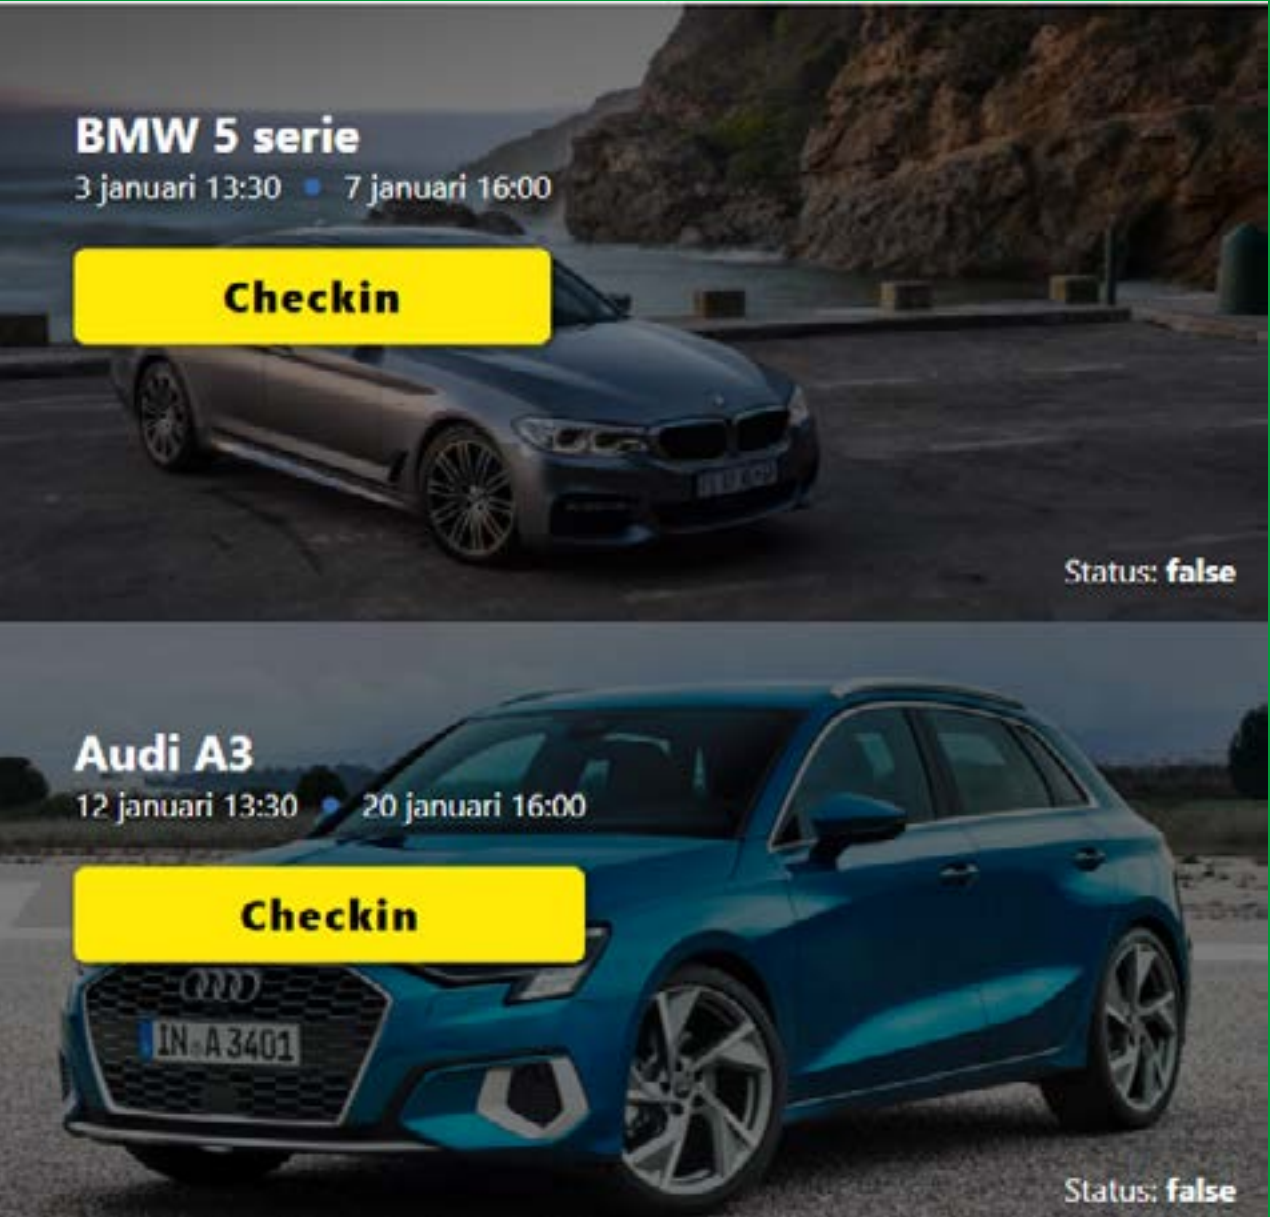 BMW 5 serie
3 januari 13:30 • 7 januari 16:00
Checkin
Status: false
Audi A3
12 januari 13:30 • 20 januari 16:00
Checkin
IN A 3401
Status: false